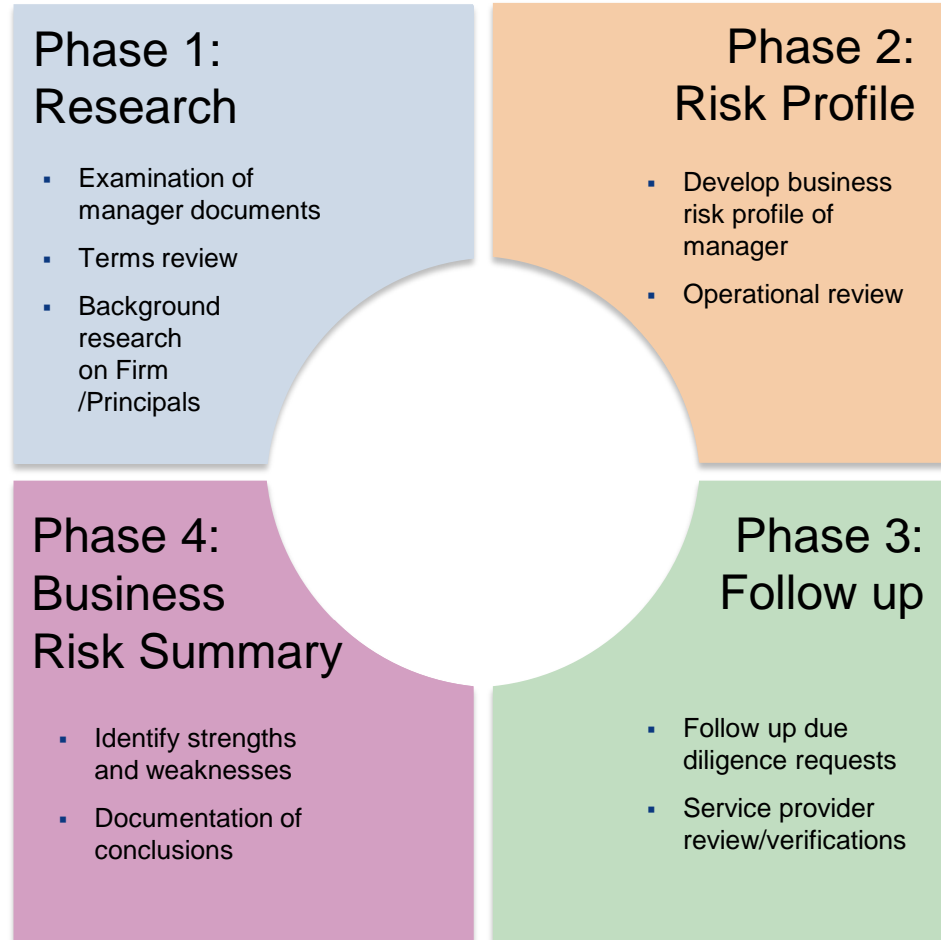 Phase 1:
Research
▪ Examination of
manager documents
▪ Terms review
▪ Background
research
on Firm
/Principals
Phase 2:
Risk Profile
▪ Develop business
risk profile of
manager
▪ Operational review
Phase 3:
Follow up
▪ Follow up due
diligence requests
▪ Service provider
review/verifications
Phase 4:
Business
Risk Summary
▪ Identify strengths
and weaknesses
▪ Documentation of
conclusions